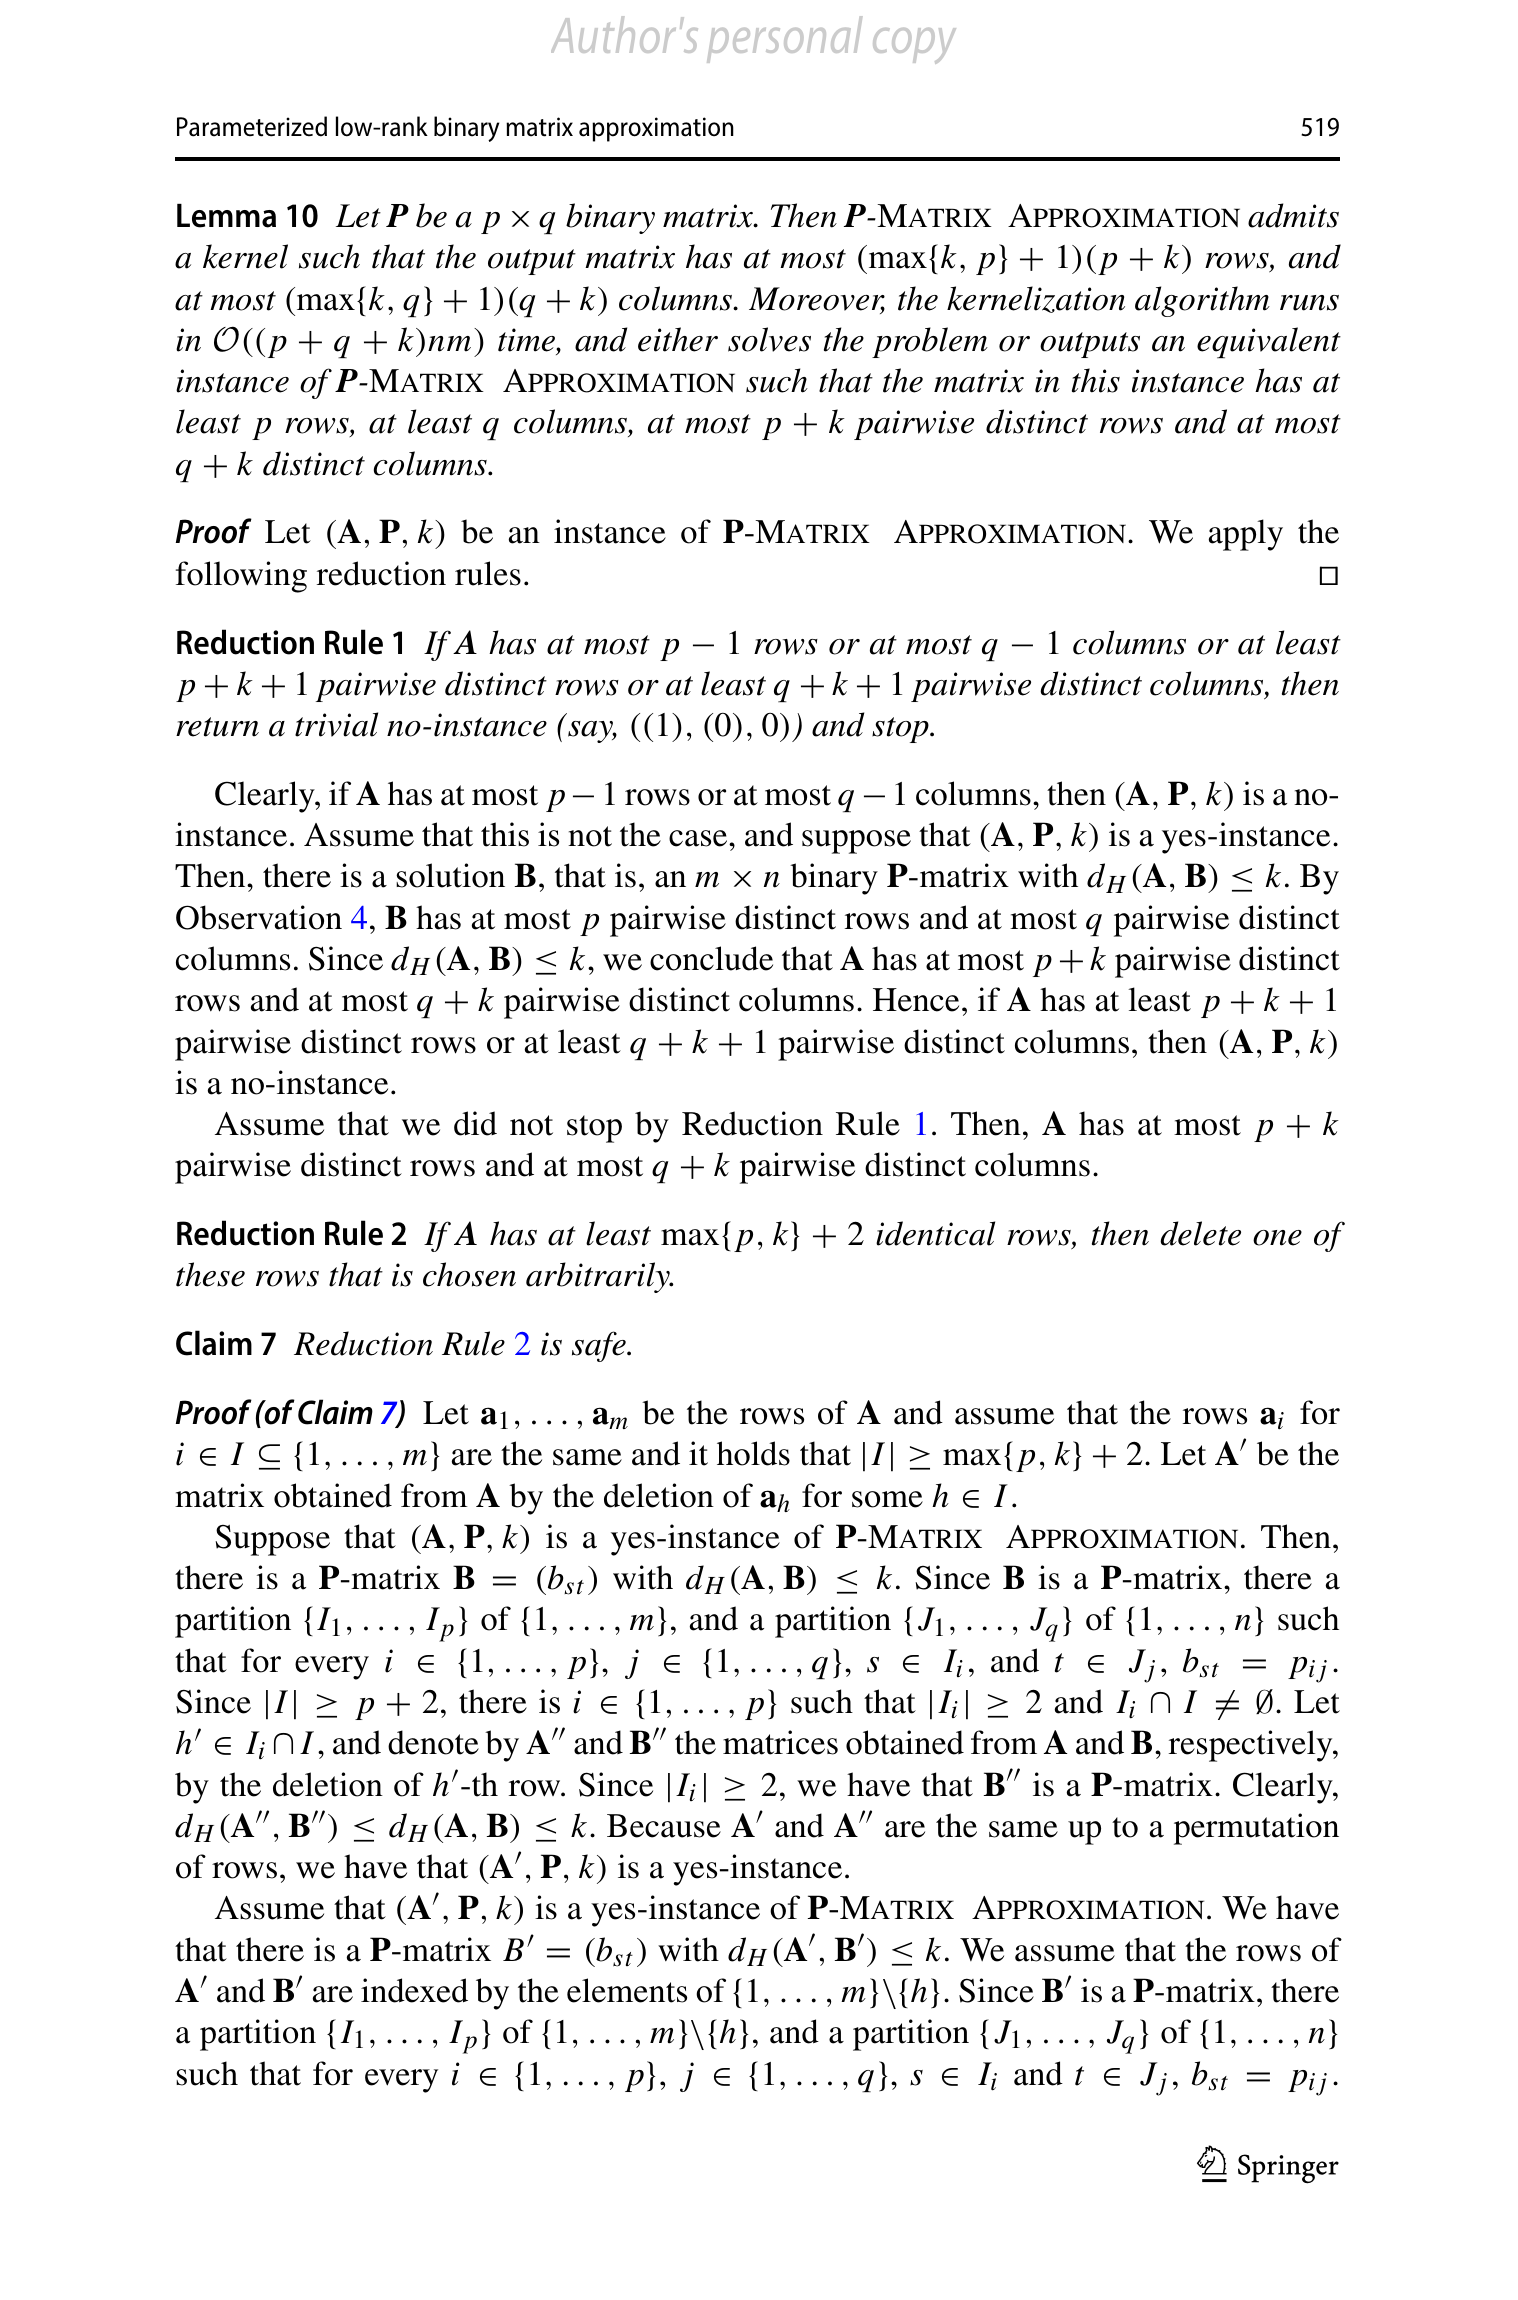 Author's personal copy
Parameterized low-rank binary matrix approximation 519
Lemma 10 Let P be a p × q binary matrix. Then P-MATRIX APPROXIMATION admits
a kernel such that the output matrix has at most (max{k, p} + 1)(p + k) rows, and
at most (max{k, q} + 1)(q + k) columns. Moreover, the kernelization algorithm runs
in 𝒪((p + q + k)nm) time, and either solves the problem or outputs an equivalent
instance of P-MATRIX APPROXIMATION such that the matrix in this instance has at
least p rows, at least q columns, at most p + k pairwise distinct rows and at most
q + k distinct columns.
Proof Let (A, P, k) be an instance of P-MATRIX APPROXIMATION. We apply the
following reduction rules. □
Reduction Rule 1 If A has at most p − 1 rows or at most q − 1 columns or at least
p + k + 1 pairwise distinct rows or at least q + k + 1 pairwise distinct columns, then
return a trivial no-instance (say, ((1), (0), 0)) and stop.
Clearly, if A has at most p − 1 rows or at most q − 1 columns, then (A, P, k) is a no-
instance. Assume that this is not the case, and suppose that (A, P, k) is a yes-instance.
Then, there is a solution B, that is, an m × n binary P-matrix with d_H(A, B) ≤ k. By
Observation 4, B has at most p pairwise distinct rows and at most q pairwise distinct
columns. Since d_H(A, B) ≤ k, we conclude that A has at most p + k pairwise distinct
rows and at most q + k pairwise distinct columns. Hence, if A has at least p + k + 1
pairwise distinct rows or at least q + k + 1 pairwise distinct columns, then (A, P, k)
is a no-instance.
Assume that we did not stop by Reduction Rule 1. Then, A has at most p + k
pairwise distinct rows and at most q + k pairwise distinct columns.
Reduction Rule 2 If A has at least max{p, k} + 2 identical rows, then delete one of
these rows that is chosen arbitrarily.
Claim 7 Reduction Rule 2 is safe.
Proof (of Claim 7) Let a₁, . . . , aₘ be the rows of A and assume that the rows aᵢ for
i ∈ I ⊆ {1, . . . , m} are the same and it holds that |I| ≥ max{p, k} + 2. Let A′ be the
matrix obtained from A by the deletion of aₕ for some h ∈ I.
Suppose that (A, P, k) is a yes-instance of P-MATRIX APPROXIMATION. Then,
there is a P-matrix B = (b_st) with d_H(A, B) ≤ k. Since B is a P-matrix, there a
partition {I₁, . . . , I_p} of {1, . . . , m}, and a partition {J₁, . . . , J_q} of {1, . . . , n} such
that for every i ∈ {1, . . . , p}, j ∈ {1, . . . , q}, s ∈ I_i, and t ∈ J_j, b_st = p_ij.
Since |I| ≥ p + 2, there is i ∈ {1, . . . , p} such that |I_i| ≥ 2 and I_i ∩ I ≠ ∅. Let
h′ ∈ I_i ∩ I, and denote by A″ and B″ the matrices obtained from A and B, respectively,
by the deletion of h′-th row. Since |I_i| ≥ 2, we have that B″ is a P-matrix. Clearly,
d_H(A″, B″) ≤ d_H(A, B) ≤ k. Because A′ and A″ are the same up to a permutation
of rows, we have that (A′, P, k) is a yes-instance.
Assume that (A′, P, k) is a yes-instance of P-MATRIX APPROXIMATION. We have
that there is a P-matrix B′ = (b_st) with d_H(A′, B′) ≤ k. We assume that the rows of
A′ and B′ are indexed by the elements of {1, . . . , m}\{h}. Since B′ is a P-matrix, there
a partition {I₁, . . . , I_p} of {1, . . . , m}\{h}, and a partition {J₁, . . . , J_q} of {1, . . . , n}
such that for every i ∈ {1, . . . , p}, j ∈ {1, . . . , q}, s ∈ I_i and t ∈ J_j, b_st = p_ij.
Springer